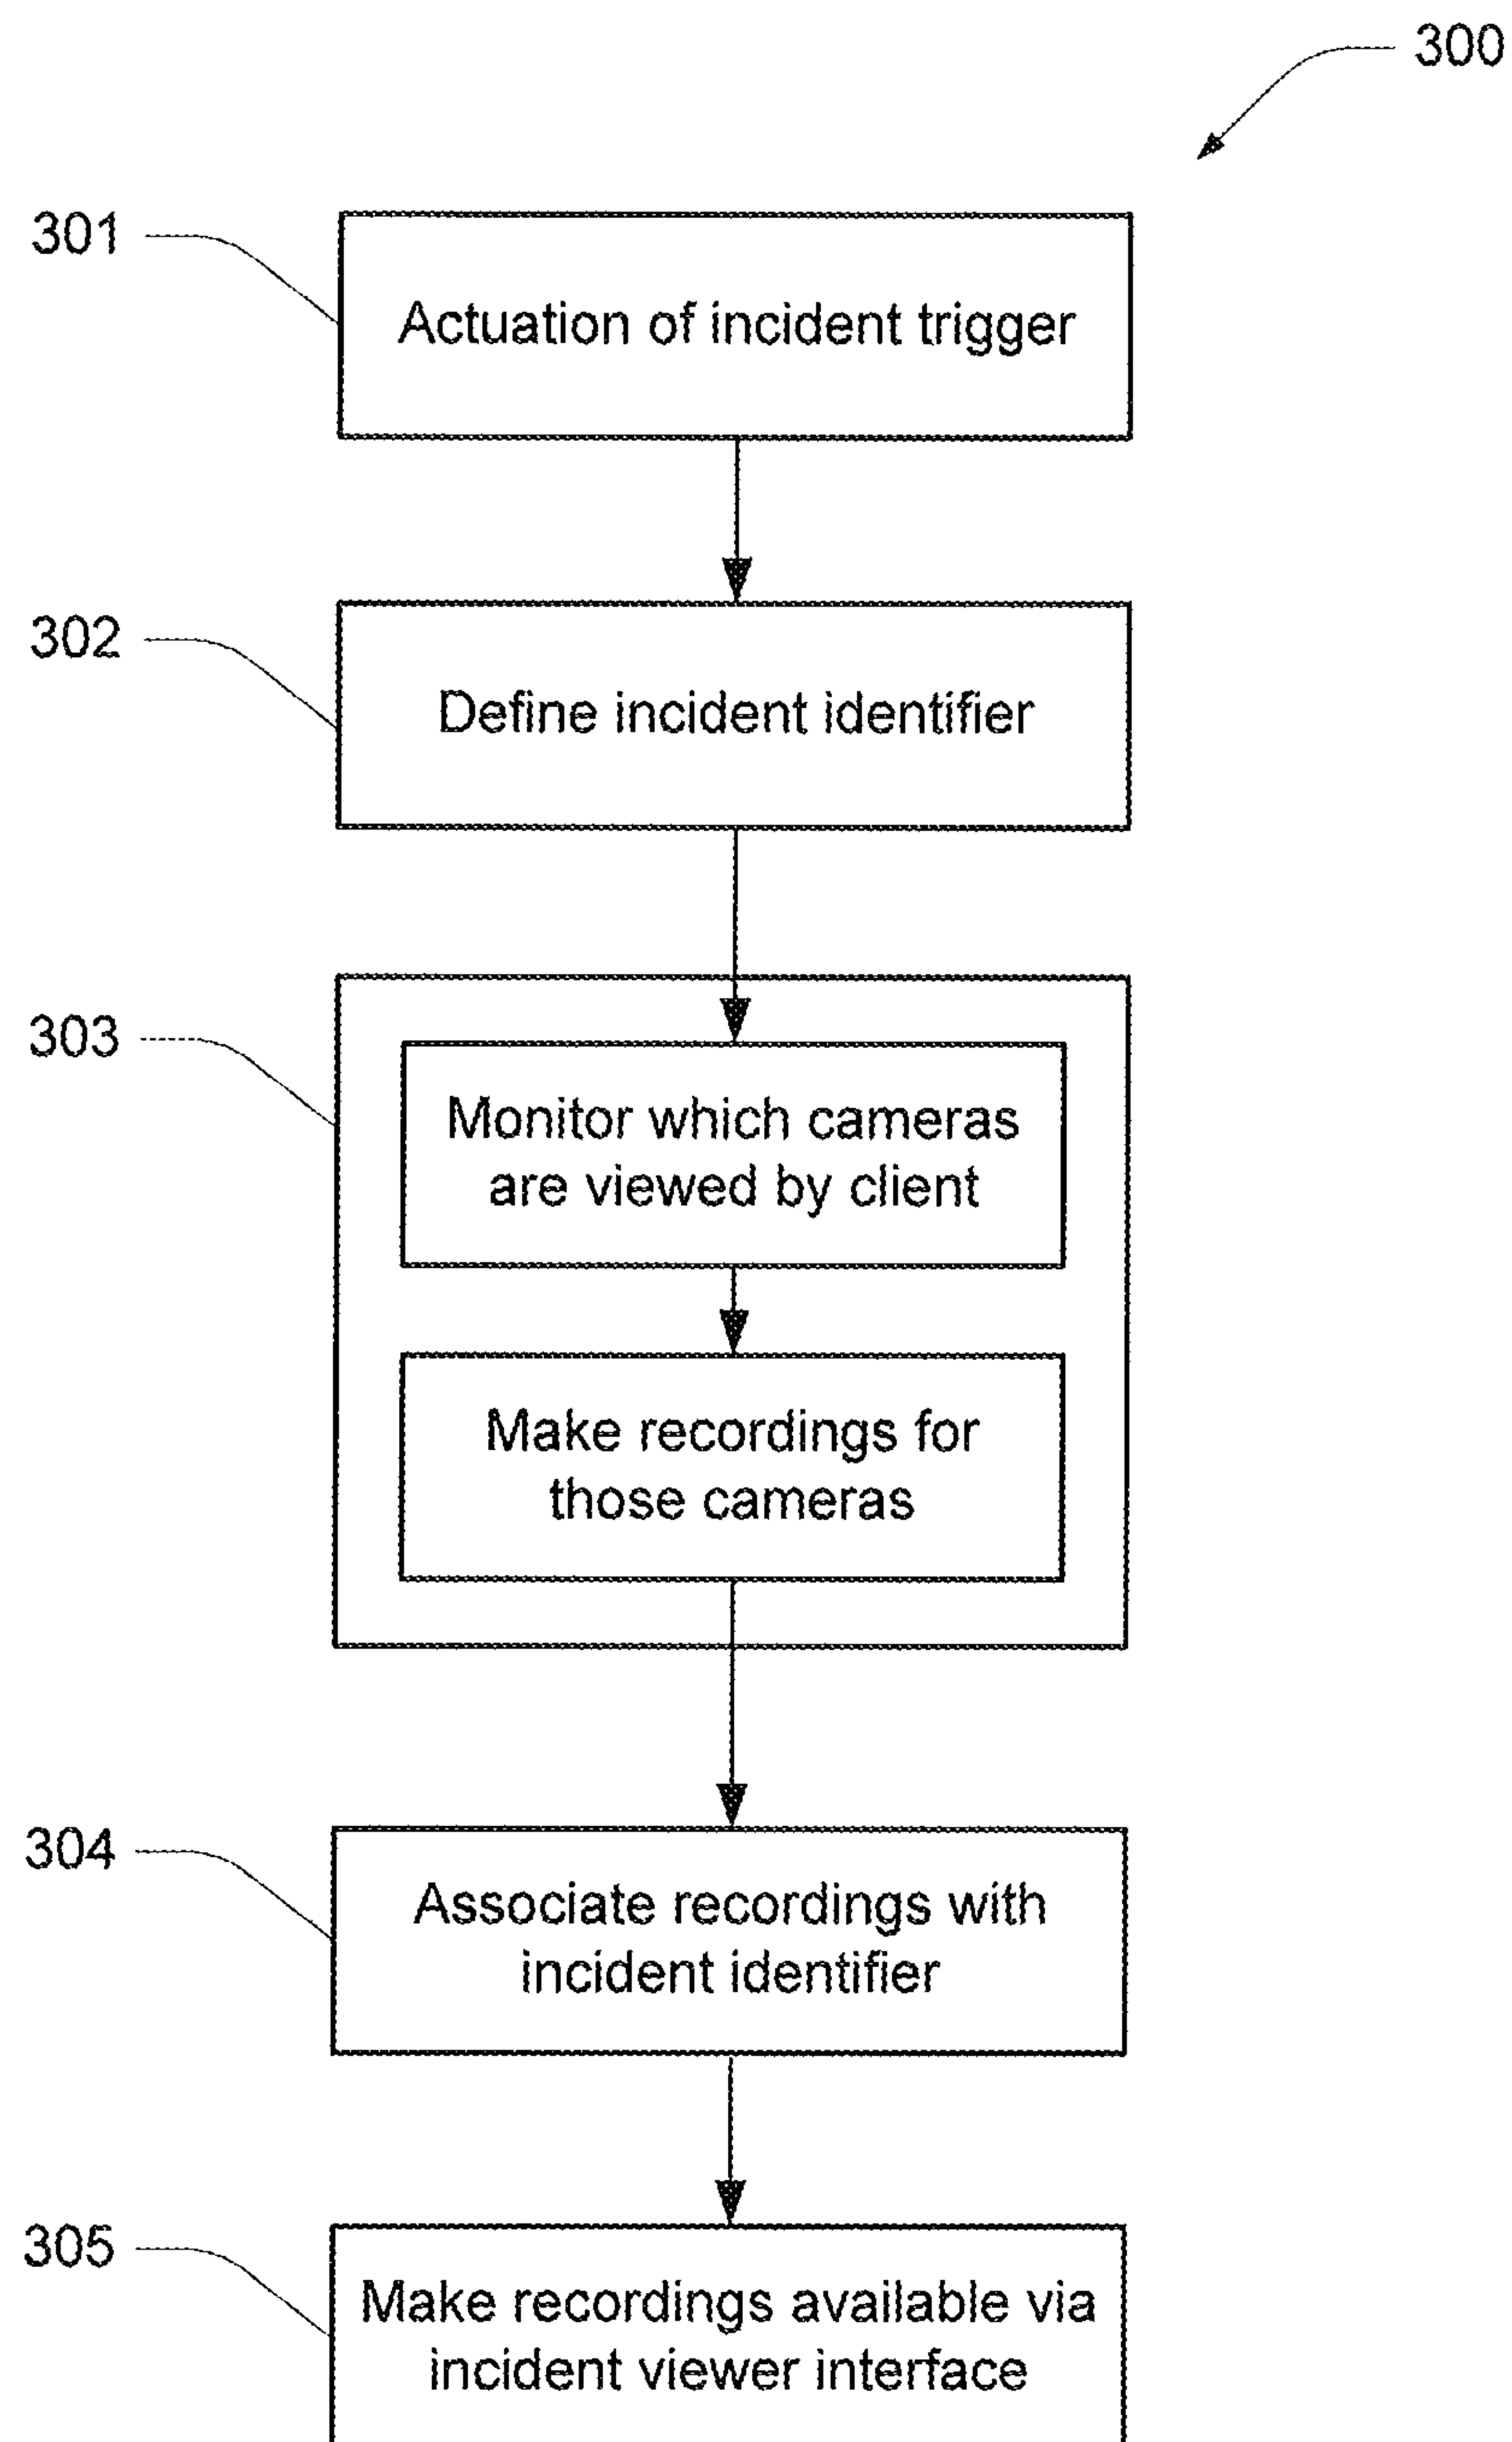 300
301
Actuation of incident trigger
302
Define incident identifier
303
Monitor which cameras
are viewed by client
Make recordings for
those cameras
304
Associate recordings with
incident identifier
305
Make recordings available via
incident viewer interface